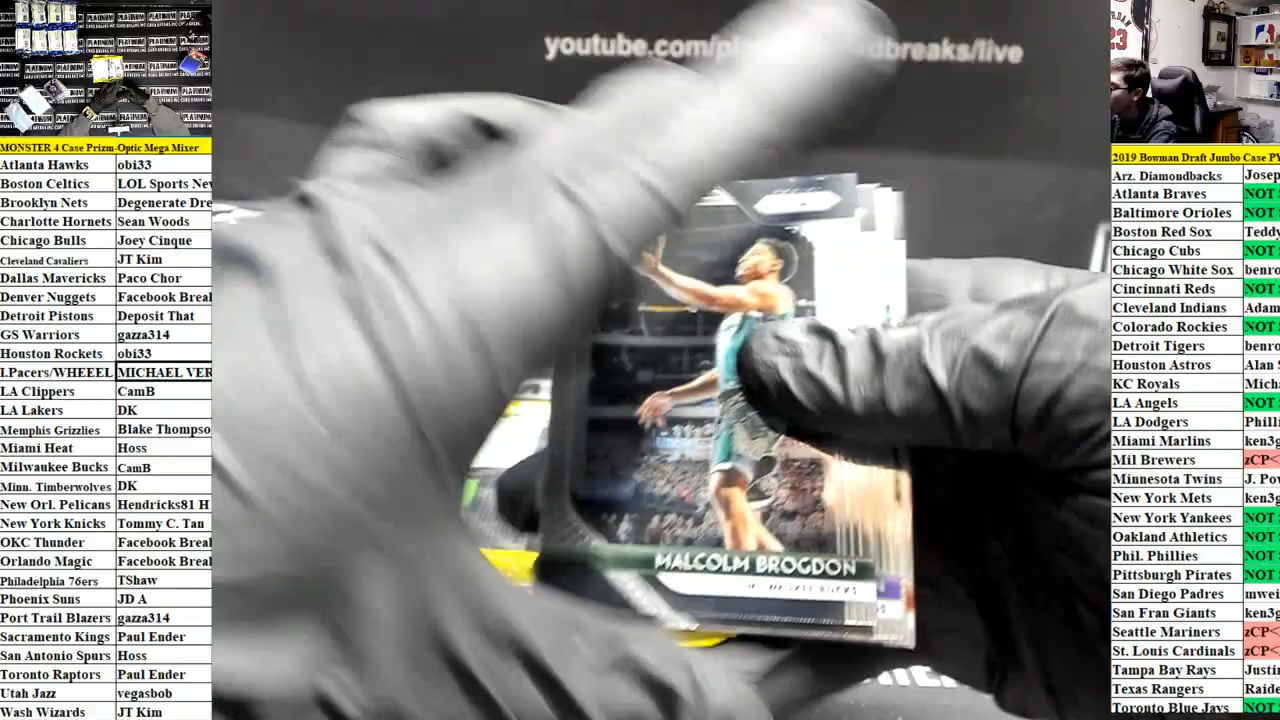 youtube.com/p dbreaks/live
MONSTER 4 Case Prizm-Optic Mega Mixer
Atlanta Hawks obi33
Boston Celtics LOL Sports Nev
Brooklyn Nets Degenerate Dre
Charlotte Hornets Sean Woods
Chicago Bulls Joey Cinque
Cleveland Cavaliers JT Kim
Dallas Mavericks Paco Chor
Denver Nuggets Facebook Break
Detroit Pistons Deposit That
GS Warriors gazza314
Houston Rockets obi33
I.Pacers/WHEEEL MICHAEL VER
LA Clippers CamB
LA Lakers DK
Memphis Grizzlies Blake Thompso
Miami Heat Hoss
Milwaukee Bucks CamB
Minn. Timberwolves DK
New Orl. Pelicans Hendricks81 H
New York Knicks Tommy C. Tan
OKC Thunder Facebook Break
Orlando Magic Facebook Break
Philadelphia 76ers TShaw
Phoenix Suns JD A
Port Trail Blazers gazza314
Sacramento Kings Paul Ender
San Antonio Spurs Hoss
Toronto Raptors Paul Ender
Utah Jazz vegasbob
Wash Wizards JT Kim
MALCOLM BROGDON
23
2019 Bowman Draft Jumbo Case PY
Arz. Diamondbacks Josep
Atlanta Braves NOT
Baltimore Orioles NOT
Boston Red Sox Teddy
Chicago Cubs NOT
Chicago White Sox benro
Cincinnati Reds NOT
Cleveland Indians Adam
Colorado Rockies NOT
Detroit Tigers benro
Houston Astros Alan
KC Royals Micha
LA Angels NOT
LA Dodgers Philli
Miami Marlins ken3g
Mil Brewers zCP<
Minnesota Twins J. Pov
New York Mets ken3g
New York Yankees NOT
Oakland Athletics NOT
Phil. Phillies NOT
Pittsburgh Pirates NOT
San Diego Padres mwei
San Fran Giants ken3g
Seattle Mariners zCP<
St. Louis Cardinals zCP<
Tampa Bay Rays Justin
Texas Rangers Raide
Toronto Blue Jays NOT